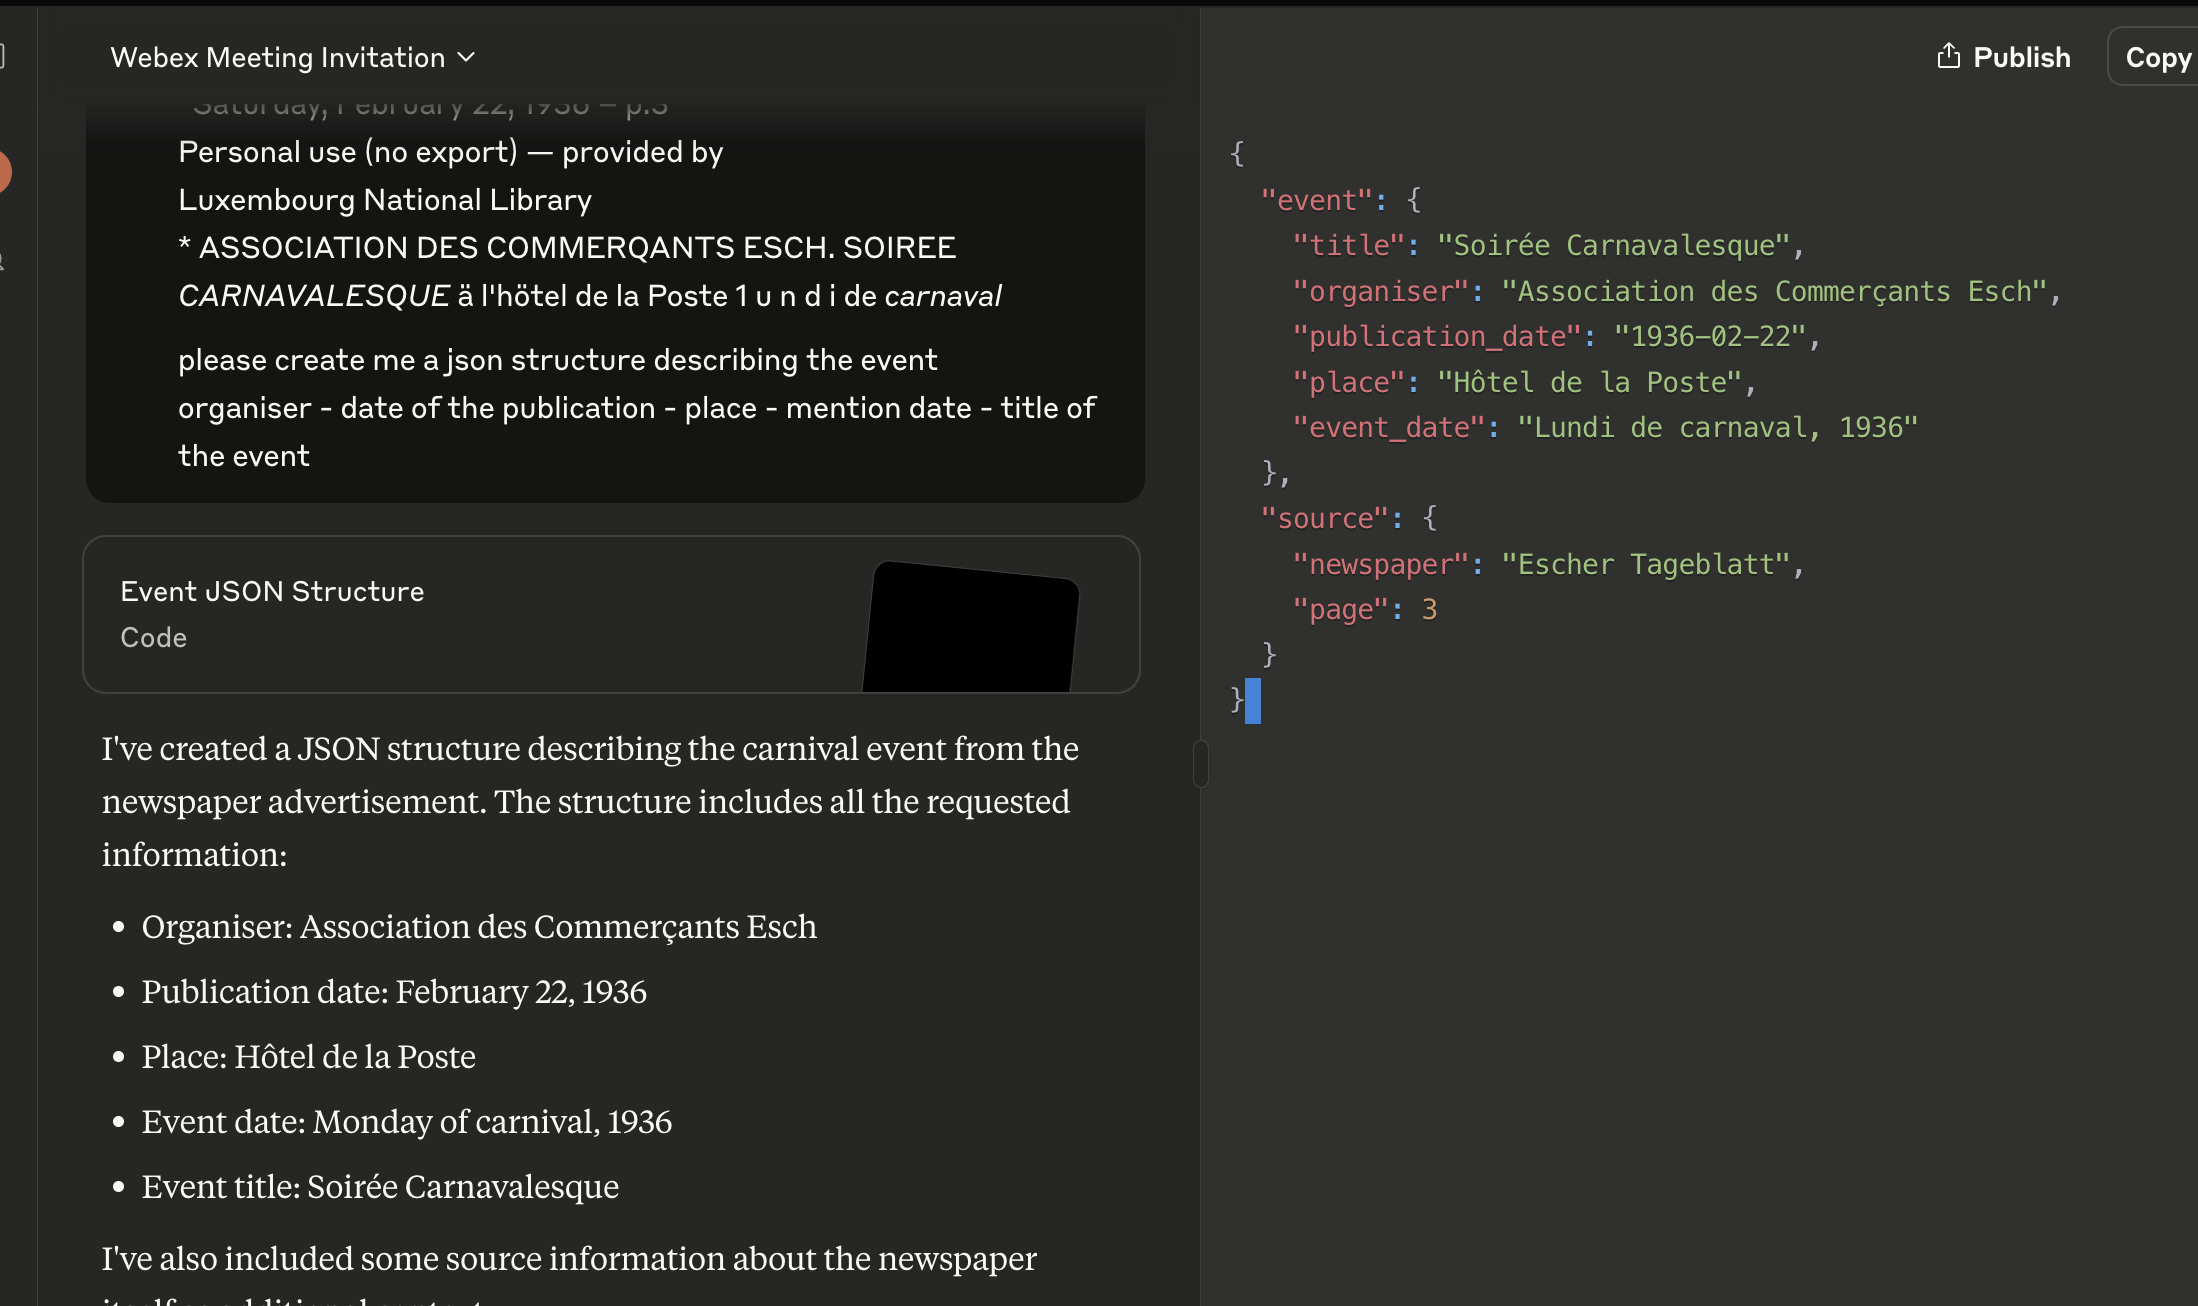 Webex Meeting Invitation
Saturday, February 22, 1936 – p.3
Personal use (no export) — provided by
Luxembourg National Library
* ASSOCIATION DES COMMERQANTS ESCH. SOIREE
CARNAVALESQUE ä l'hötel de la Poste 1 u n d i de carnaval
please create me a json structure describing the event
organiser - date of the publication - place - mention date - title of
the event
Event JSON Structure
Code
I've created a JSON structure describing the carnival event from the
newspaper advertisement. The structure includes all the requested
information:
• Organiser: Association des Commerçants Esch
• Publication date: February 22, 1936
• Place: Hôtel de la Poste
• Event date: Monday of carnival, 1936
• Event title: Soirée Carnavalesque
I've also included some source information about the newspaper
itself as additional context.
Publish
Copy
{
"event": {
"title": "Soirée Carnavalesque",
"organiser": "Association des Commerçants Esch",
"publication_date": "1936-02-22",
"place": "Hôtel de la Poste",
"event_date": "Lundi de carnaval, 1936"
},
"source": {
"newspaper": "Escher Tageblatt",
"page": 3
}
}